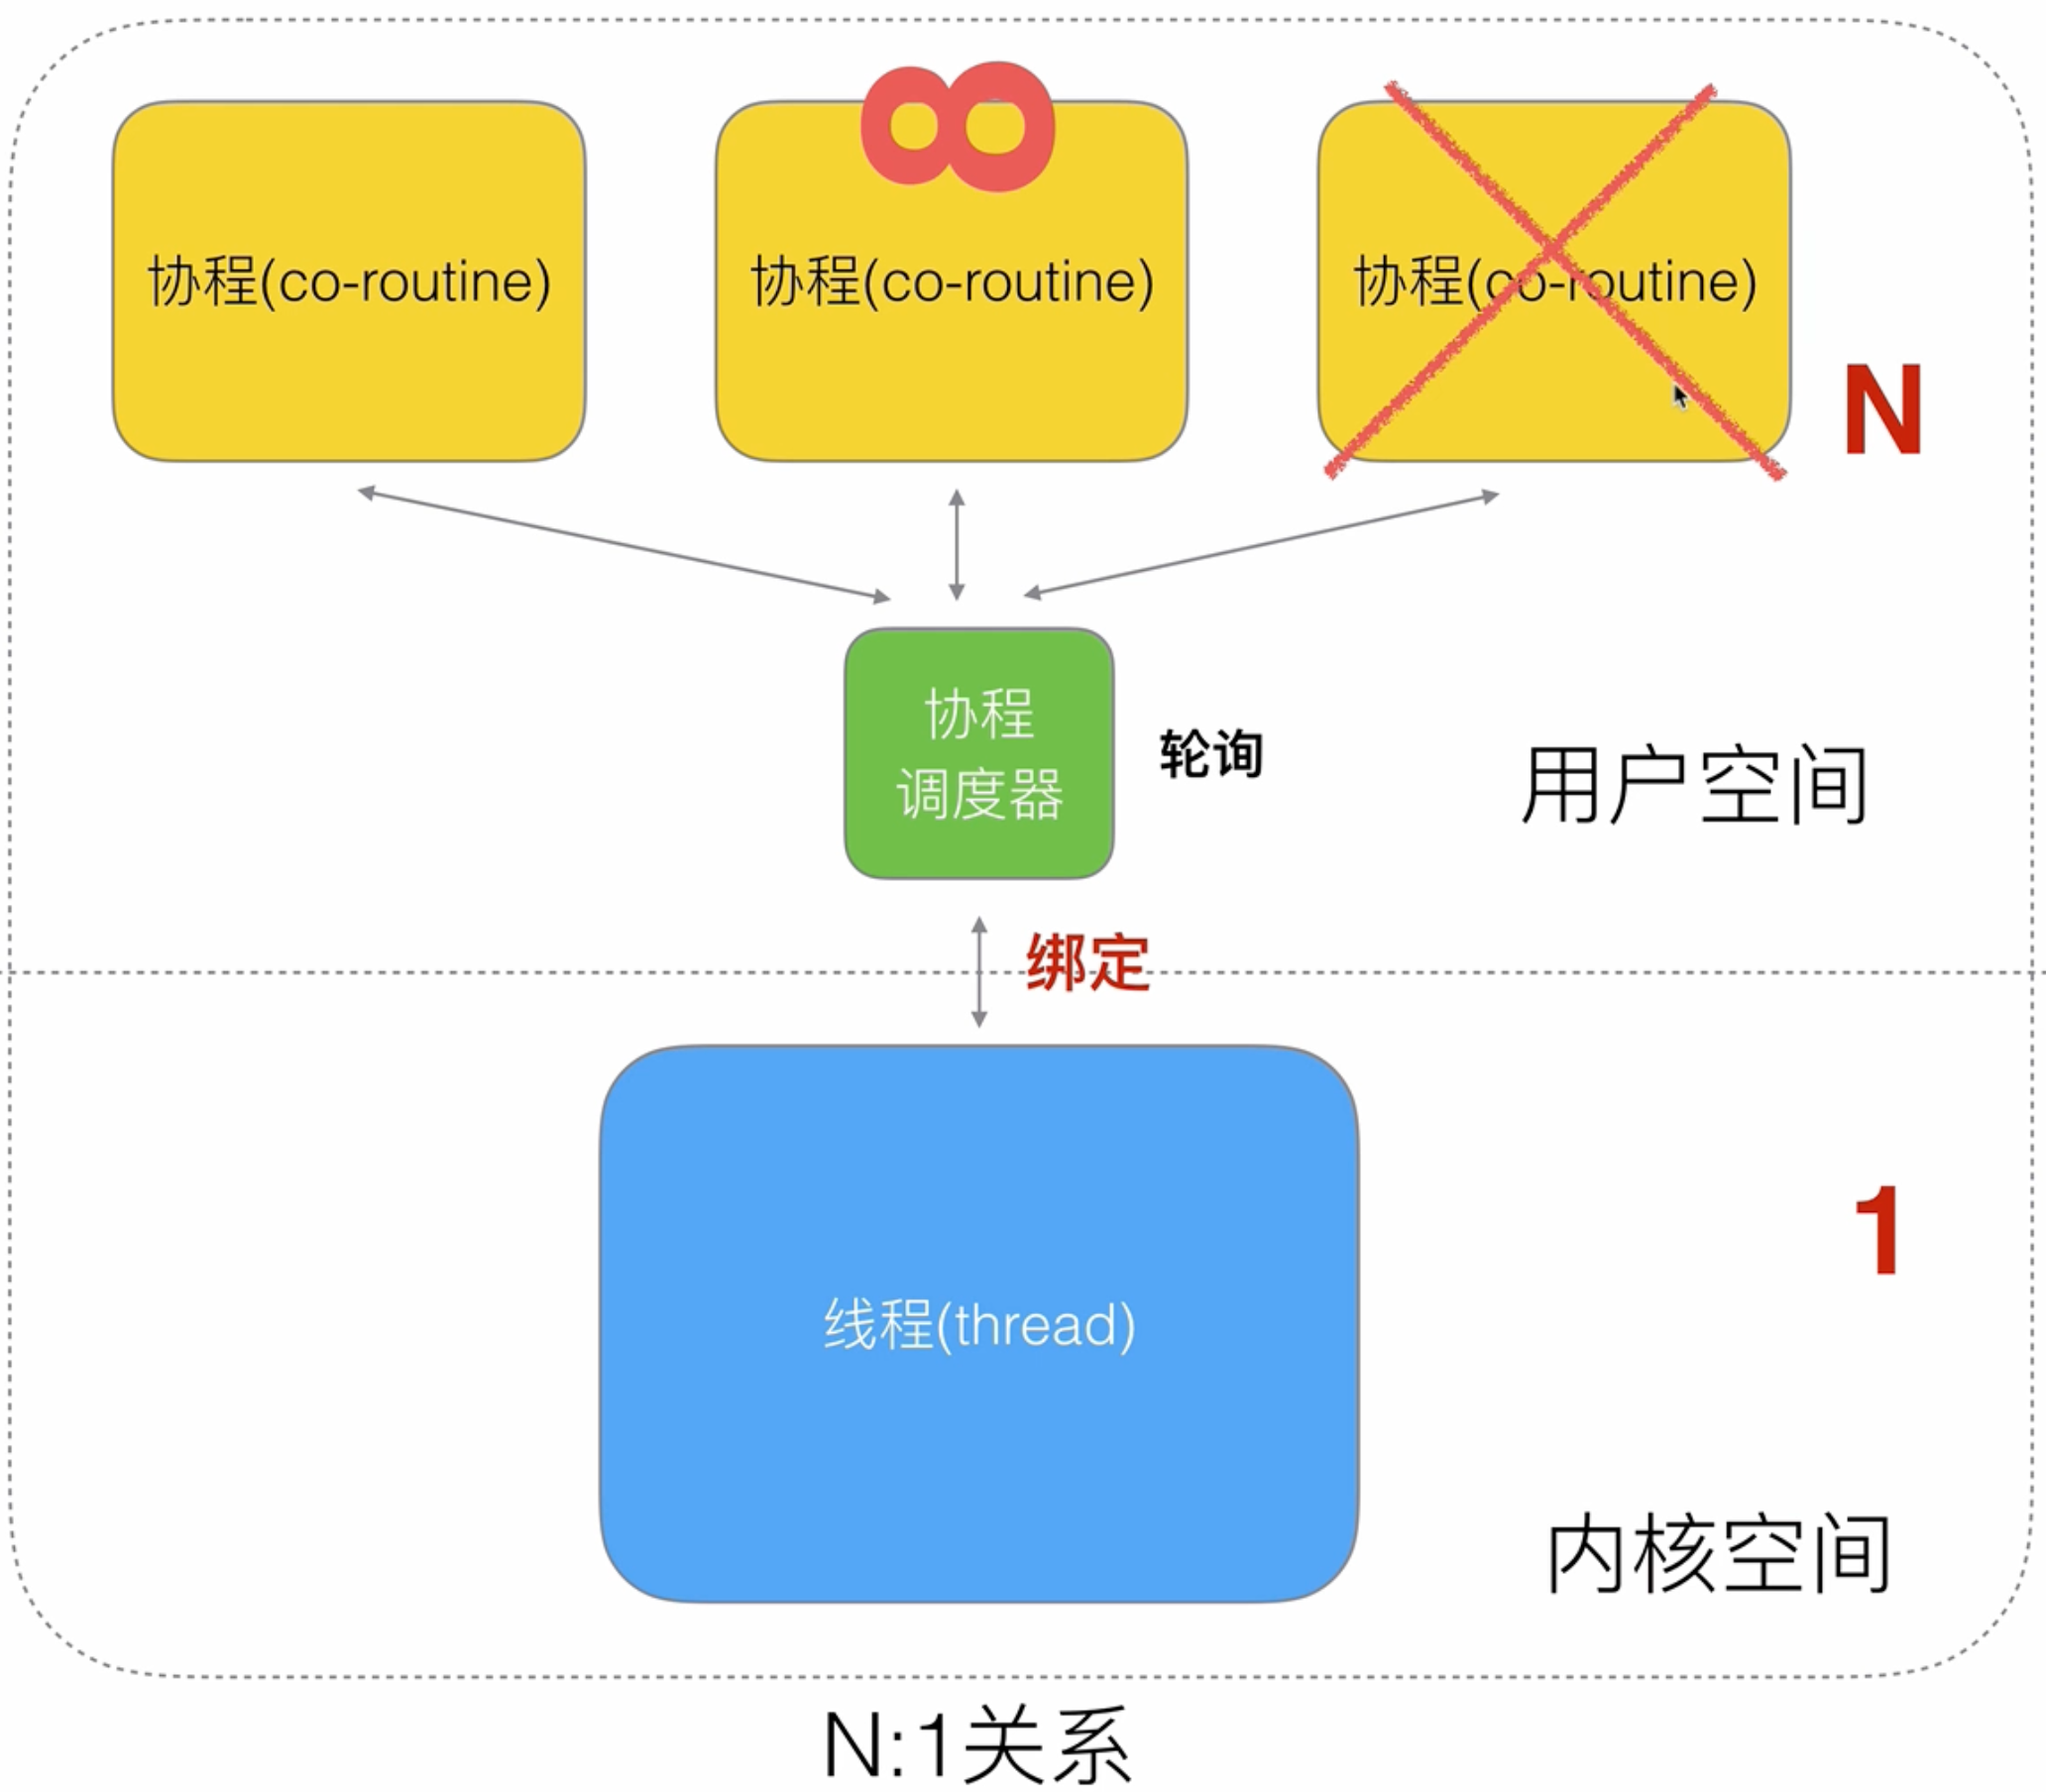 协程(co-routine)
协程(co-routine)
协程(co-routine)
N
协程
调度器
轮询
用户空间
绑定
线程(thread)
1
内核空间
N:1关系